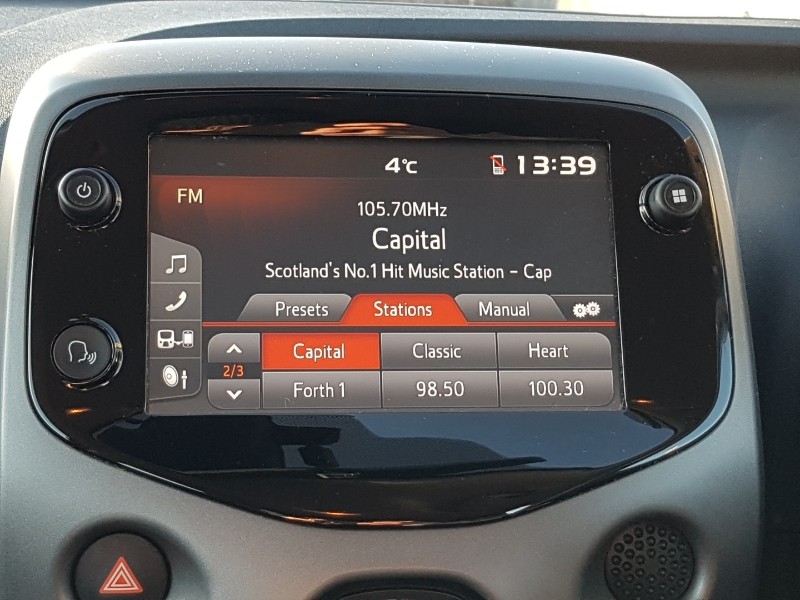 4°C 13:39
FM
105.70MHz
Capital
Scotland's No.1 Hit Music Station - Cap
Presets Stations Manual
Capital Classic Heart
2/3
Forth 1 98.50 100.30